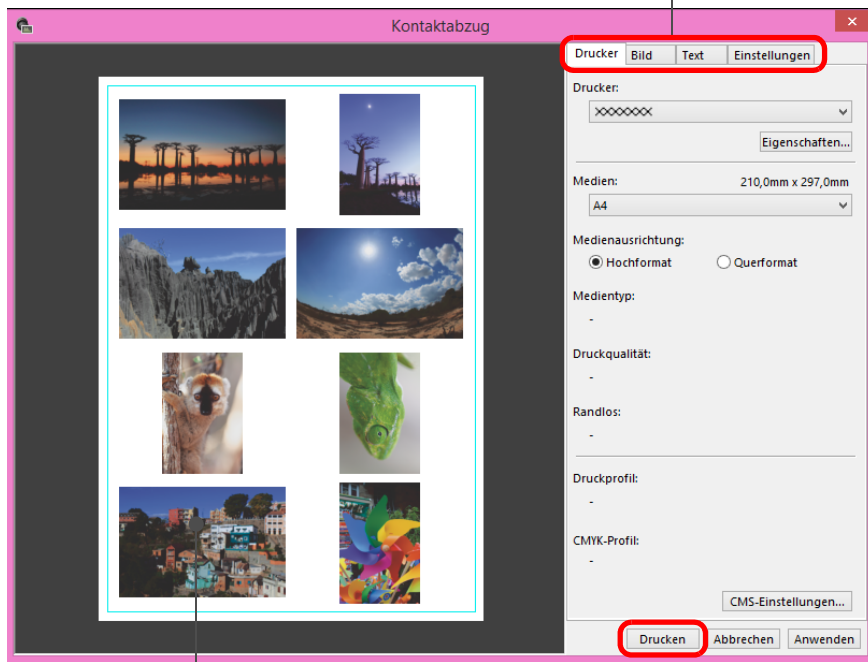 Kontaktabzug
Drucker Bild Text Einstellungen
Drucker:
XXXXXXX
Eigenschaften...
Medien: 210,0mm x 297,0mm
A4
Medienausrichtung:
Hochformat Querformat
Medientyp:
-
Druckqualität:
-
Randlos:
-
Druckprofil:
-
CMYK-Profil:
-
CMS-Einstellungen...
Drucken Abbrechen Anwenden